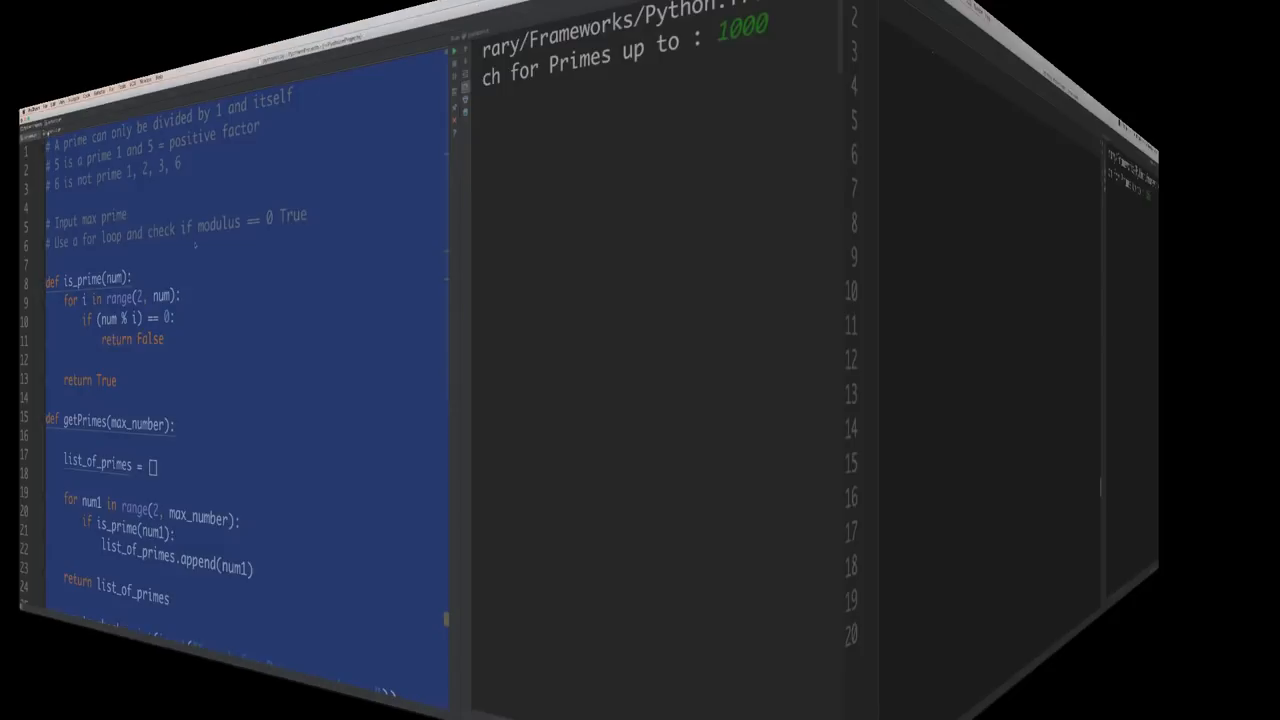 # A prime can only be divided by 1 and itself
# 5 is a prime 1 and 5 = positive factor
# 6 is not prime 1, 2, 3, 6
# Input max prime
# Use a for loop and check if modulus == 0 True
def is_prime(num):
for i in range(2, num):
if (num % i) == 0:
return False
return True
def getPrimes(max_number):
list_of_primes = []
for num1 in range(2, max_number):
if is_prime(num1):
list_of_primes.append(num1)
return list_of_primes
1
2
3
4
5
6
7
8
9
10
11
12
13
14
15
16
17
18
19
20
21
22
23
24
rary/Frameworks/Python.
ch for Primes up to : 1000
2
3
4
5
6
7
8
9
10
11
12
13
14
15
16
17
18
19
20